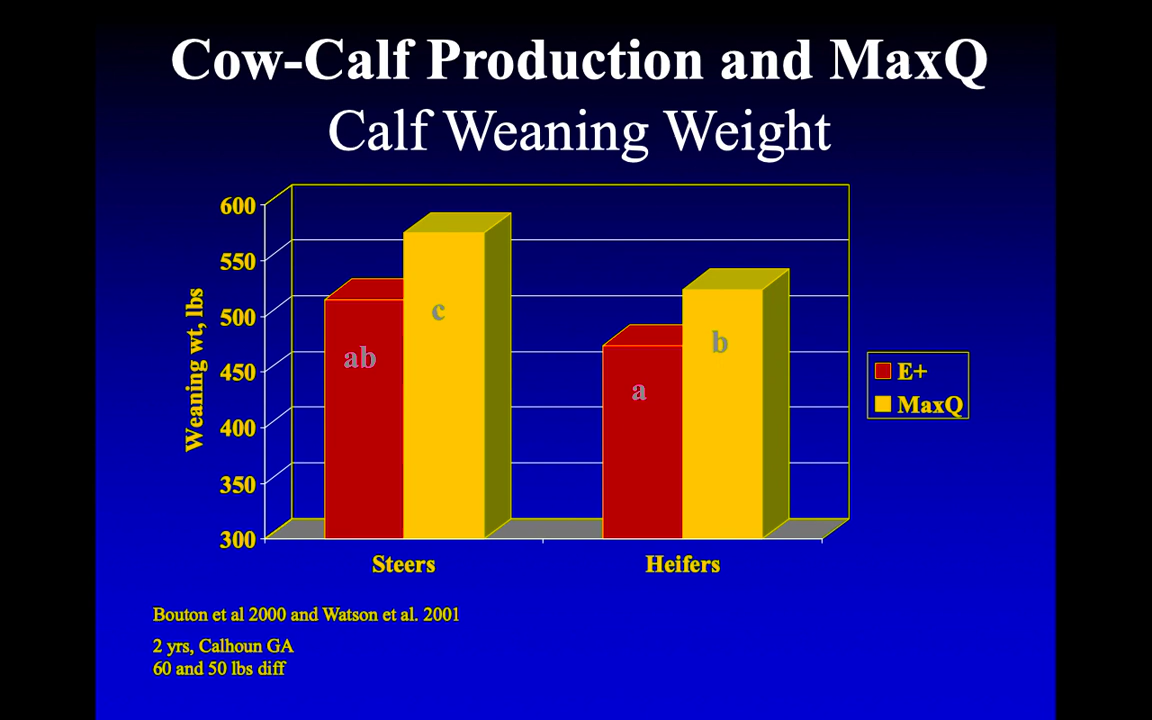 Cow-Calf Production and MaxQ
Calf Weaning Weight
600
550
500
450
400
350
300
Weaning wt, lbs
ab
c
a
b
Steers
Heifers
E+
MaxQ
Bouton et al 2000 and Watson et al. 2001
2 yrs, Calhoun GA
60 and 50 lbs diff